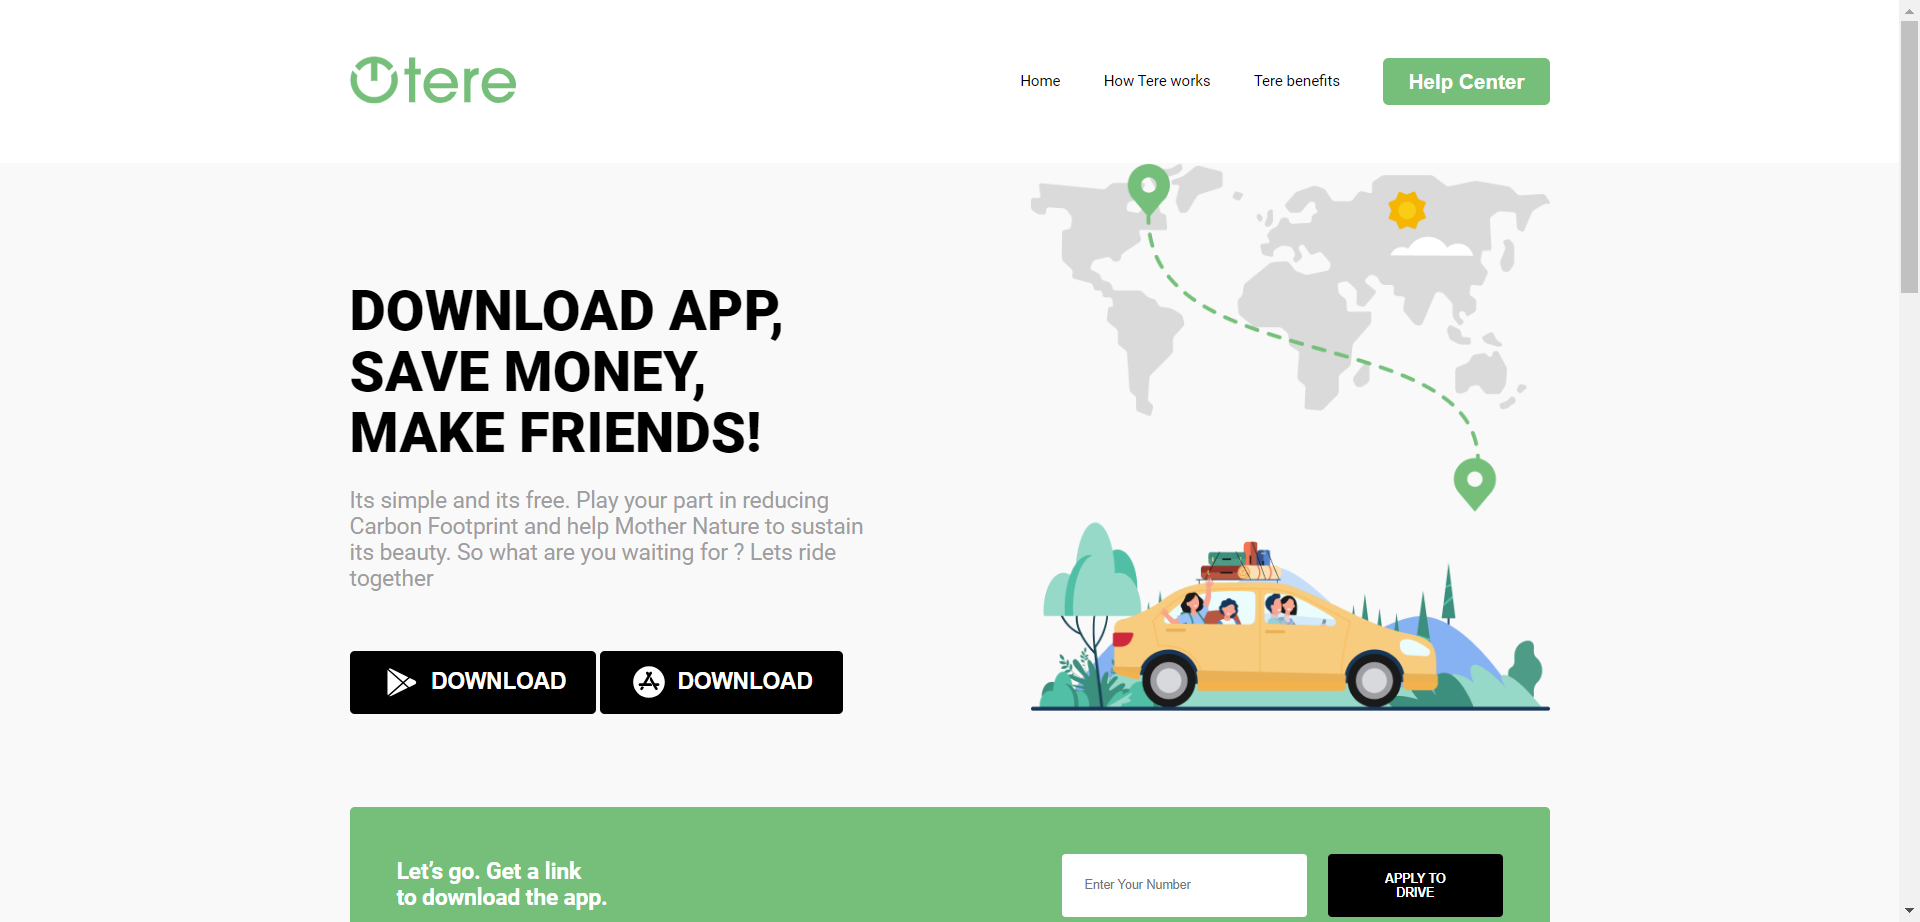 tere
Home
How Tere works
Tere benefits
Help Center
DOWNLOAD APP,
SAVE MONEY,
MAKE FRIENDS!
Its simple and its free. Play your part in reducing
Carbon Footprint and help Mother Nature to sustain
its beauty. So what are you waiting for ? Lets ride
together
DOWNLOAD
DOWNLOAD
Let’s go. Get a link
to download the app.
Enter Your Number
APPLY TO
DRIVE